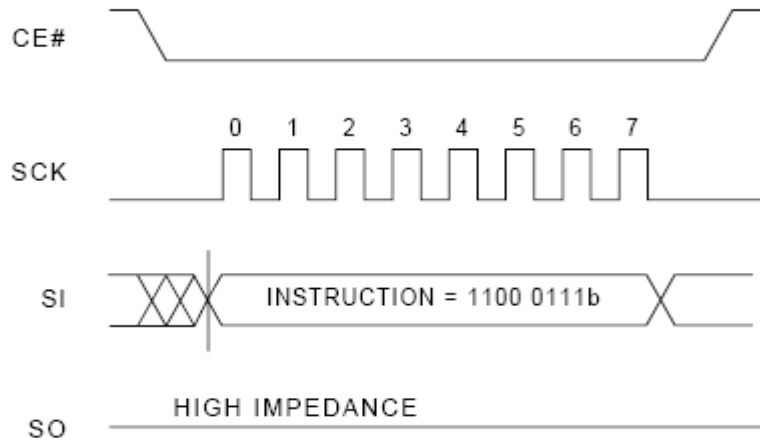 CE#
0 1 2 3 4 5 6 7
SCK
SI INSTRUCTION = 1100 0111b
HIGH IMPEDANCE
SO